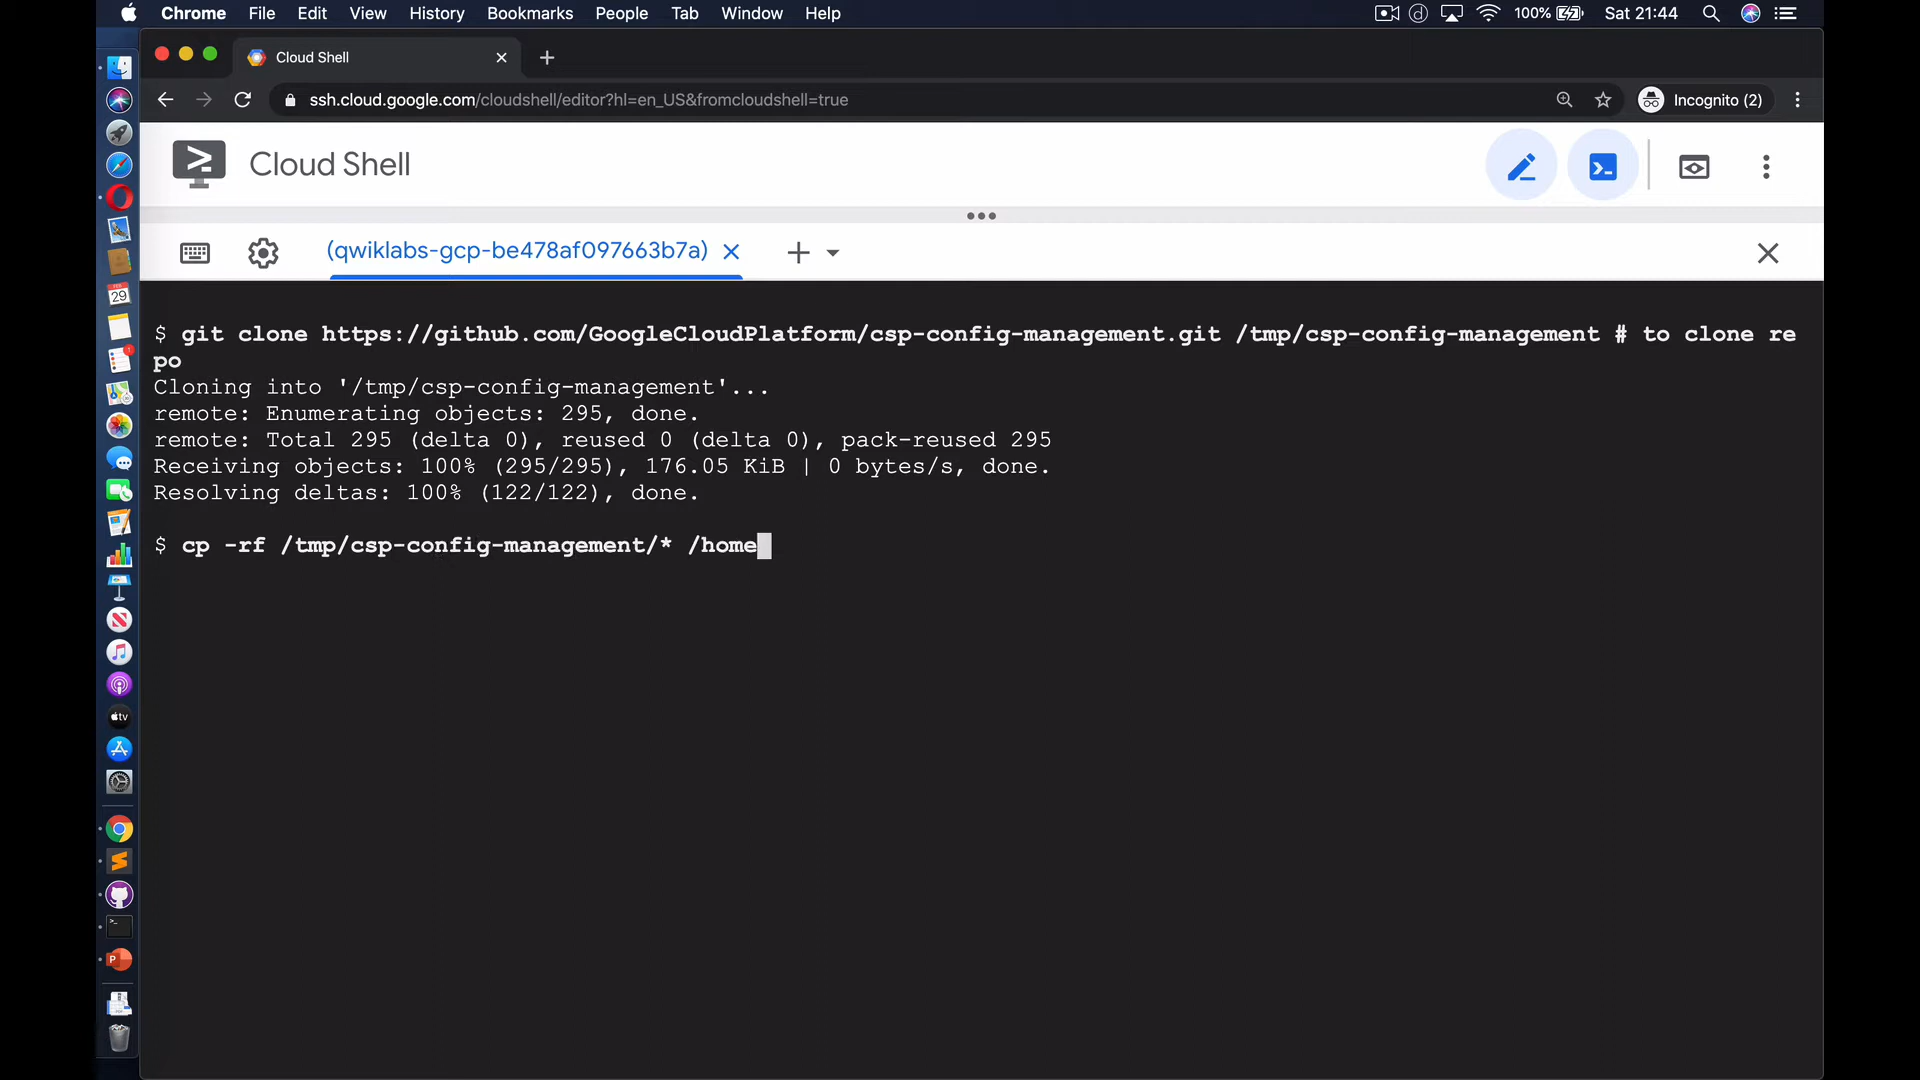 Chrome File Edit View History Bookmarks People Tab Window Help 100% Sat 21:44
Cloud Shell
ssh.cloud.google.com/cloudshell/editor?hl=en_US&fromcloudshell=true Incognito (2)
Cloud Shell
(qwiklabs-gcp-be478af097663b7a)
$ git clone https://github.com/GoogleCloudPlatform/csp-config-management.git /tmp/csp-config-management # to clone re
po
Cloning into '/tmp/csp-config-management'...
remote: Enumerating objects: 295, done.
remote: Total 295 (delta 0), reused 0 (delta 0), pack-reused 295
Receiving objects: 100% (295/295), 176.05 KiB | 0 bytes/s, done.
Resolving deltas: 100% (122/122), done.
$ cp -rf /tmp/csp-config-management/* /home
29
1
tv
P